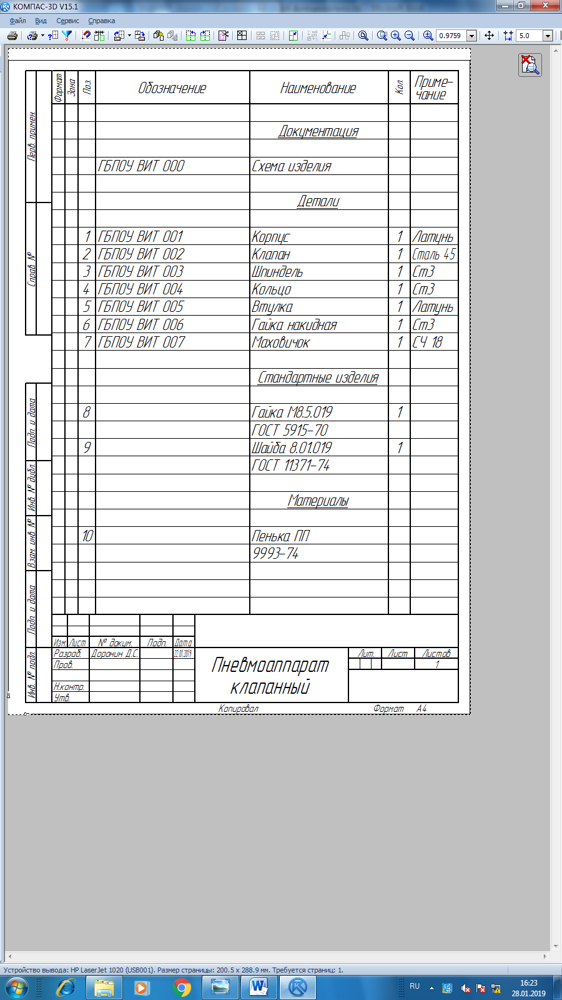 КОМПАС-3D V15.1
Файл Вид Сервис Справка
0.9759 5.0
Формат Зона Поз. Обозначение Наименование Кол. Приме-
чание
Документация
ГБПОУ ВИТ 000 Схема изделия
Детали
1 ГБПОУ ВИТ 001 Корпус 1 Латунь
2 ГБПОУ ВИТ 002 Клапан 1 Сталь 45
3 ГБПОУ ВИТ 003 Шпиндель 1 Ст3
4 ГБПОУ ВИТ 004 Кольцо 1 Ст3
5 ГБПОУ ВИТ 005 Втулка 1 Латунь
6 ГБПОУ ВИТ 006 Гайка накидная 1 Ст3
7 ГБПОУ ВИТ 007 Маховичок 1 СЧ 18
Стандартные изделия
8 Гайка М8.5.019 1
ГОСТ 5915-70
9 Шайба 8.01.019 1
ГОСТ 11371-74
Материалы
10 Пенька ПП
9993-74
Перв. примен.
Справ. №
Подп. и дата
Инв. № дубл.
Взам. инв. №
Подп. и дата
Инв. № подл.
Изм. Лист № докум. Подп. Дата
Разраб. Доронин Д.С. 22.01.2019
Пров.
Н.контр.
Утв.
Пневмоаппарат
клапанный
Лит. Лист Листов
1
Копировал Формат А4
Устройство вывода: HP LaserJet 1020 (USB001). Размер страницы: 200.5 x 288.9 мм. Требуется страниц: 1.
RU 16:23
28.01.2019